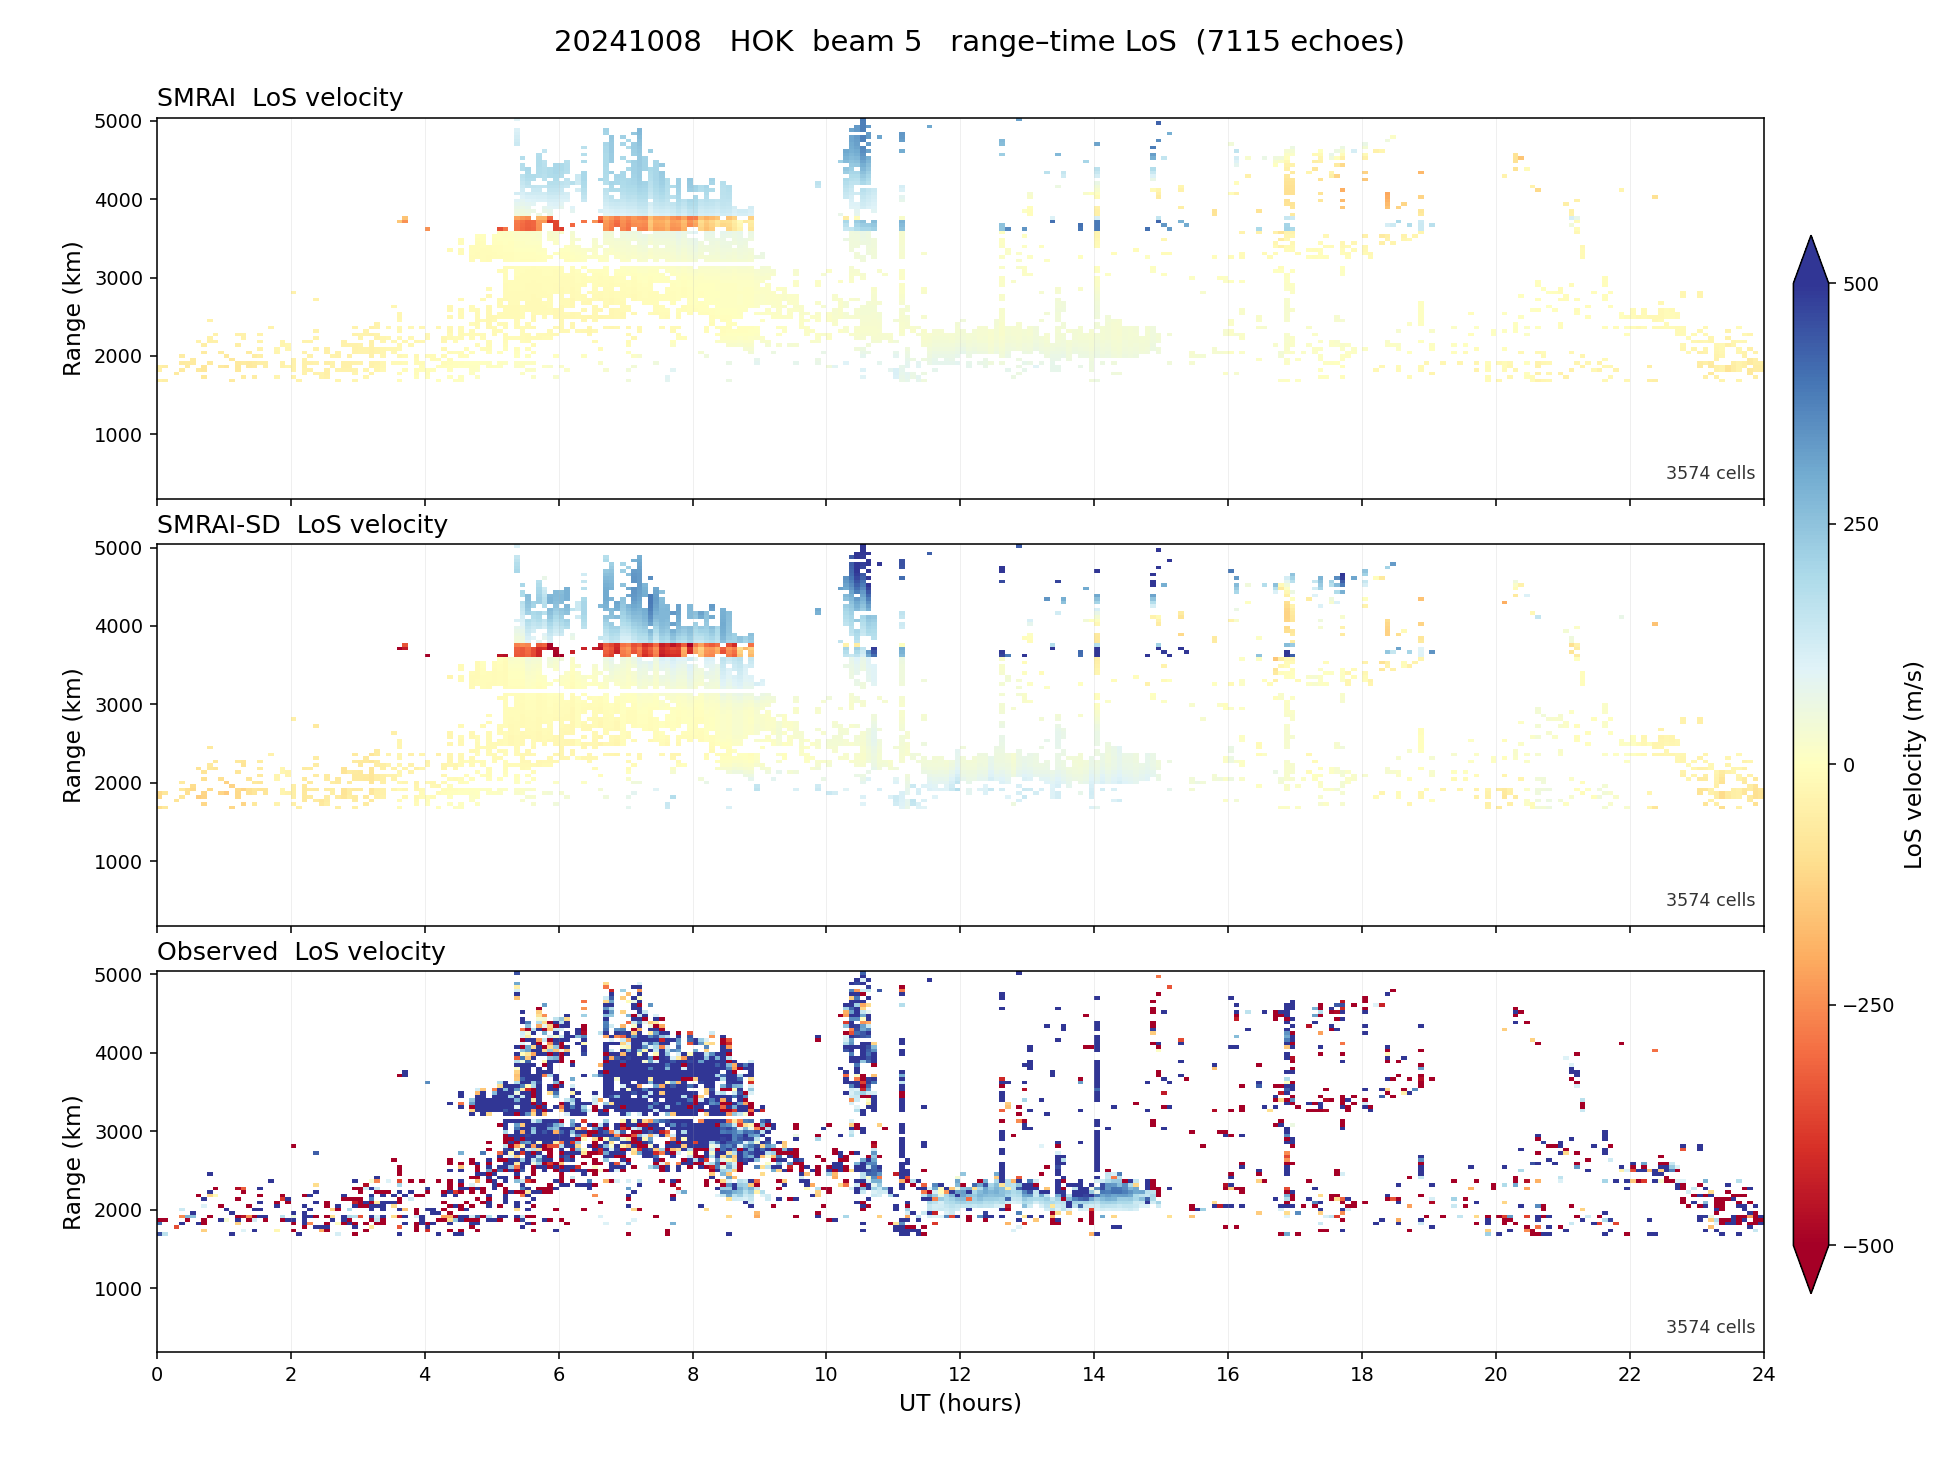 20241008   HOK  beam 5   range–time LoS  (7115 echoes)
SMRAI  LoS velocity
5000
4000
3000
2000
1000
Range (km)
3574 cells
SMRAI-SD  LoS velocity
5000
4000
3000
2000
1000
Range (km)
3574 cells
Observed  LoS velocity
5000
4000
3000
2000
1000
Range (km)
3574 cells
0 2 4 6 8 10 12 14 16 18 20 22 24
UT (hours)
500
250
0
−250
−500
LoS velocity (m/s)